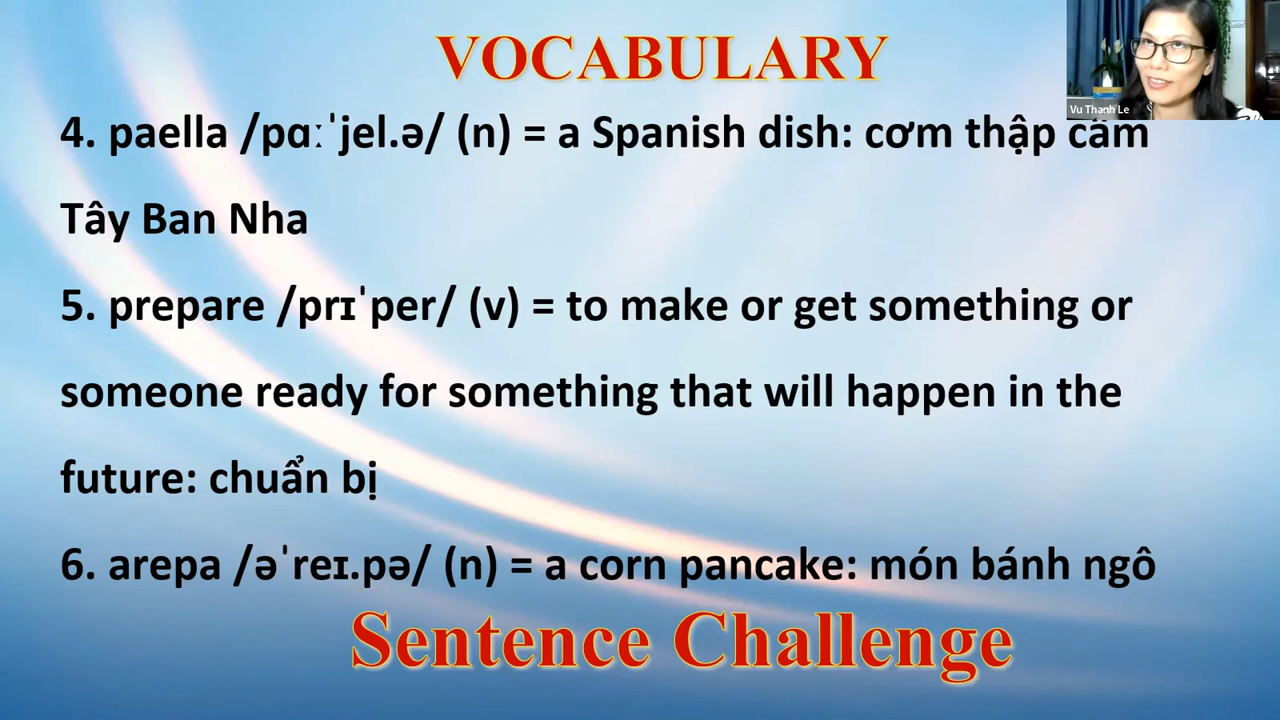 VOCABULARY
Vu Thanh Le
4. paella /pɑːˈjel.ə/ (n) = a Spanish dish: cơm thập cẩm
Tây Ban Nha
5. prepare /prɪˈper/ (v) = to make or get something or
someone ready for something that will happen in the
future: chuẩn bị
6. arepa /əˈreɪ.pə/ (n) = a corn pancake: món bánh ngô
Sentence Challenge